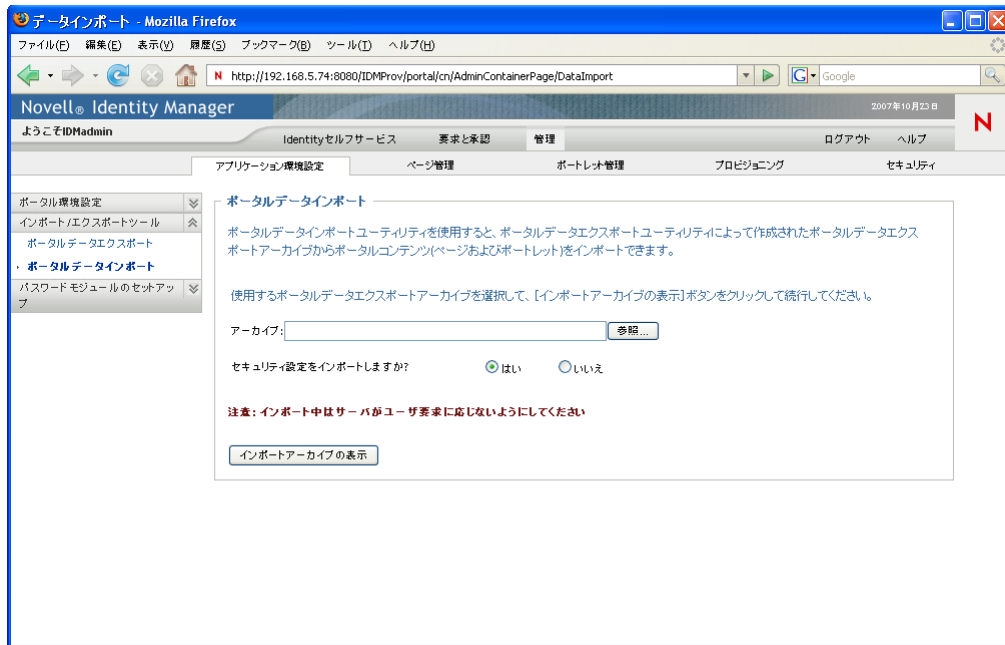 データインポート - Mozilla Firefox
ファイル(F) 編集(E) 表示(V) 履歴(S) ブックマーク(B) ツール(T) ヘルプ(H)
N http://192.168.5.74:8080/IDMProv/portal/cn/AdminContainerPage/DataImport
G Google
Novell® Identity Manager
2007年10月23日
N
ようこそIDMadmin
Identityセルフサービス 要求と承認 管理 ログアウト ヘルプ
アプリケーション環境設定 ページ管理 ポートレット管理 プロビジョニング セキュリティ
ポータル環境設定
インポート/エクスポートツール
ポータルデータエクスポート
ポータルデータインポート
パスワードモジュールのセットアッ
プ
ポータルデータインポート
ポータルデータインポートユーティリティを使用すると、ポータルデータエクスポートユーティリティによって作成されたポータルデータエクス
ポートアーカイブからポータルコンテンツ(ページおよびポートレット)をインポートできます。
使用するポータルデータエクスポートアーカイブを選択して、[インポートアーカイブの表示]ボタンをクリックして続行してください。
アーカイブ: 参照...
セキュリティ設定をインポートしますか? はい いいえ
注意: インポート中はサーバがユーザ要求に応じないようにしてください
インポートアーカイブの表示